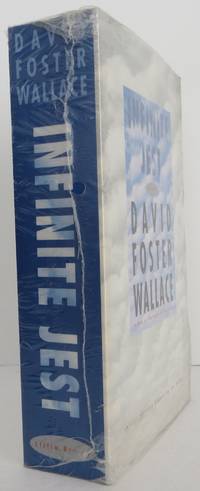 DAVID
FOSTER
WALLACE
INFINITE JEST
INFINITE
JEST
DAVID
FOSTER
WALLACE